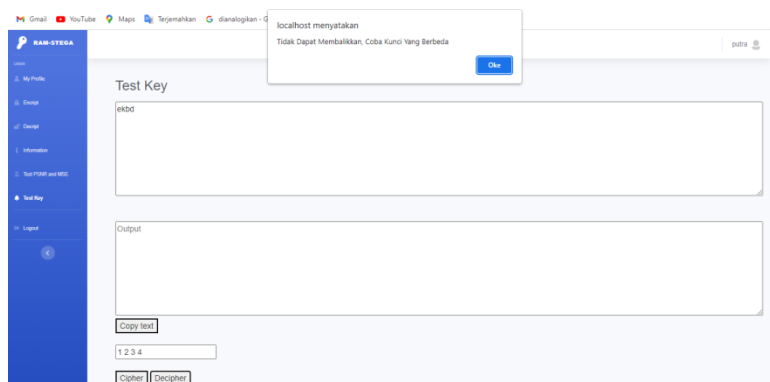 Gmail YouTube Maps Terjemahkan dianalogikan - G
localhost menyatakan
Tidak Dapat Membalikkan, Coba Kunci Yang Berbeda
Oke
RAM-STEGA
putra
Users
My Profile
Encript
Decript
Information
Test PSNR and MSE
Test Key
Logout
Test Key
ekbd
Output
Copy text
1 2 3 4
Cipher Decipher